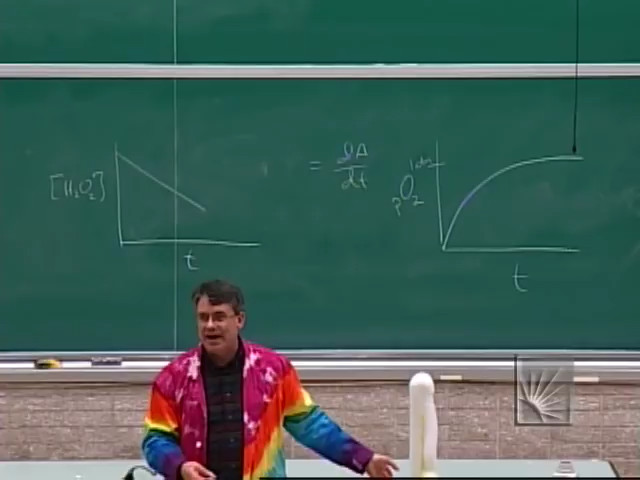 [H₂O₂]
t
= dA/dt
pO₂
t